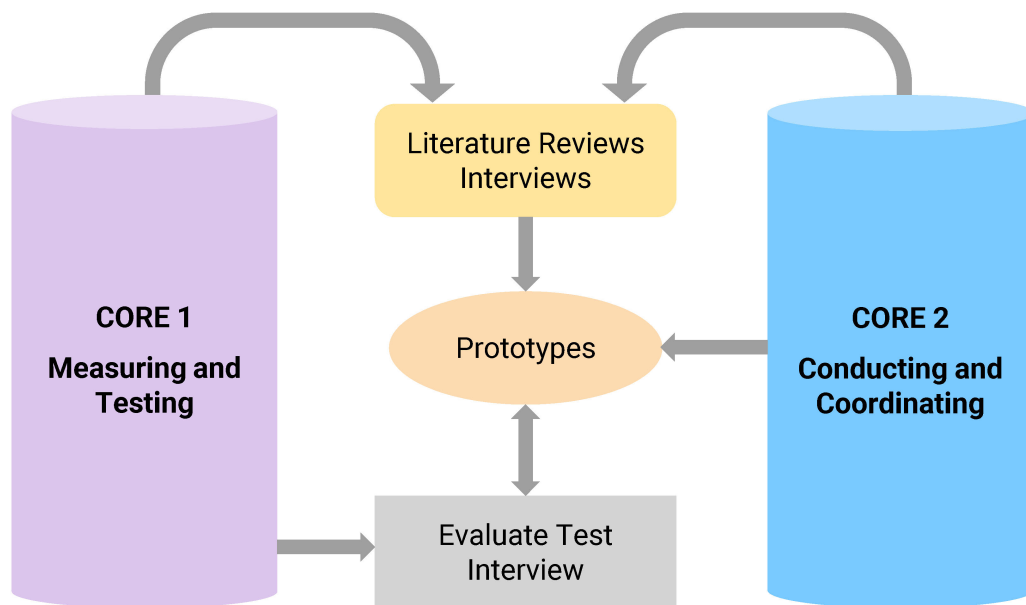 Literature Reviews
Interviews
CORE 1
Measuring and
Testing
Prototypes
CORE 2
Conducting and
Coordinating
Evaluate Test
Interview